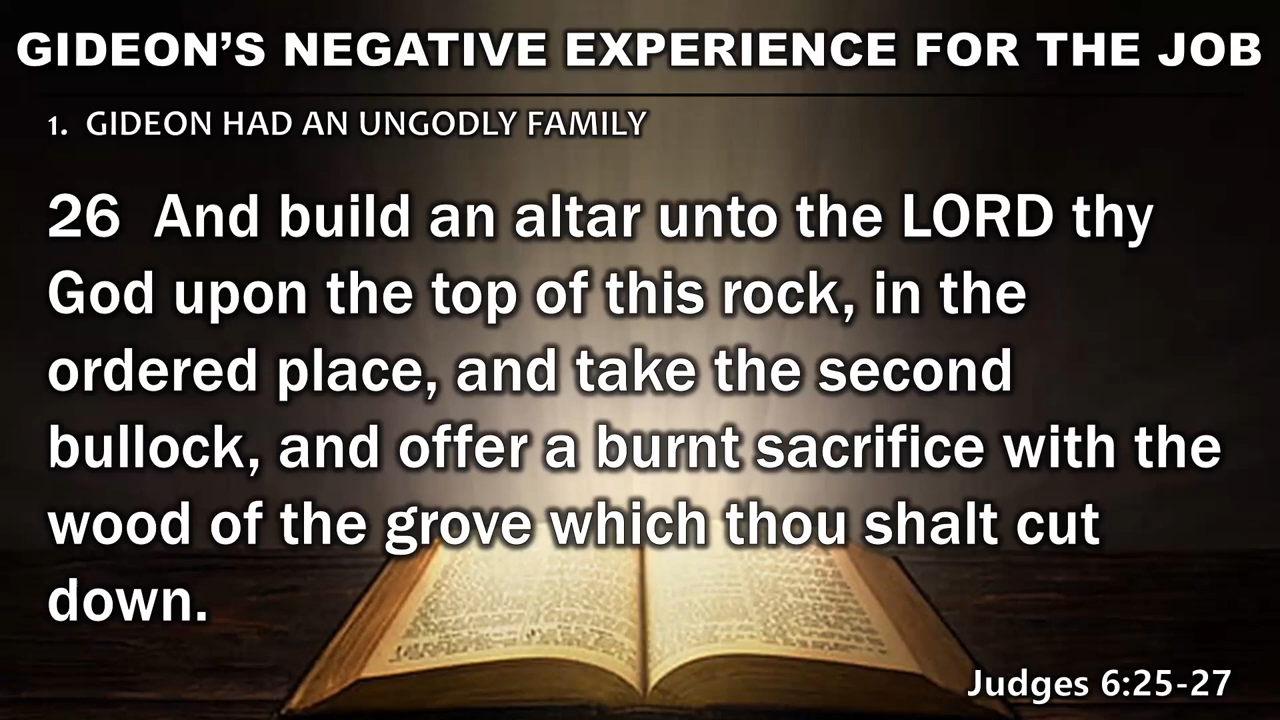 GIDEON’S NEGATIVE EXPERIENCE FOR THE JOB
1. GIDEON HAD AN UNGODLY FAMILY
26 And build an altar unto the LORD thy
God upon the top of this rock, in the
ordered place, and take the second
bullock, and offer a burnt sacrifice with the
wood of the grove which thou shalt cut
down.
Judges 6:25-27